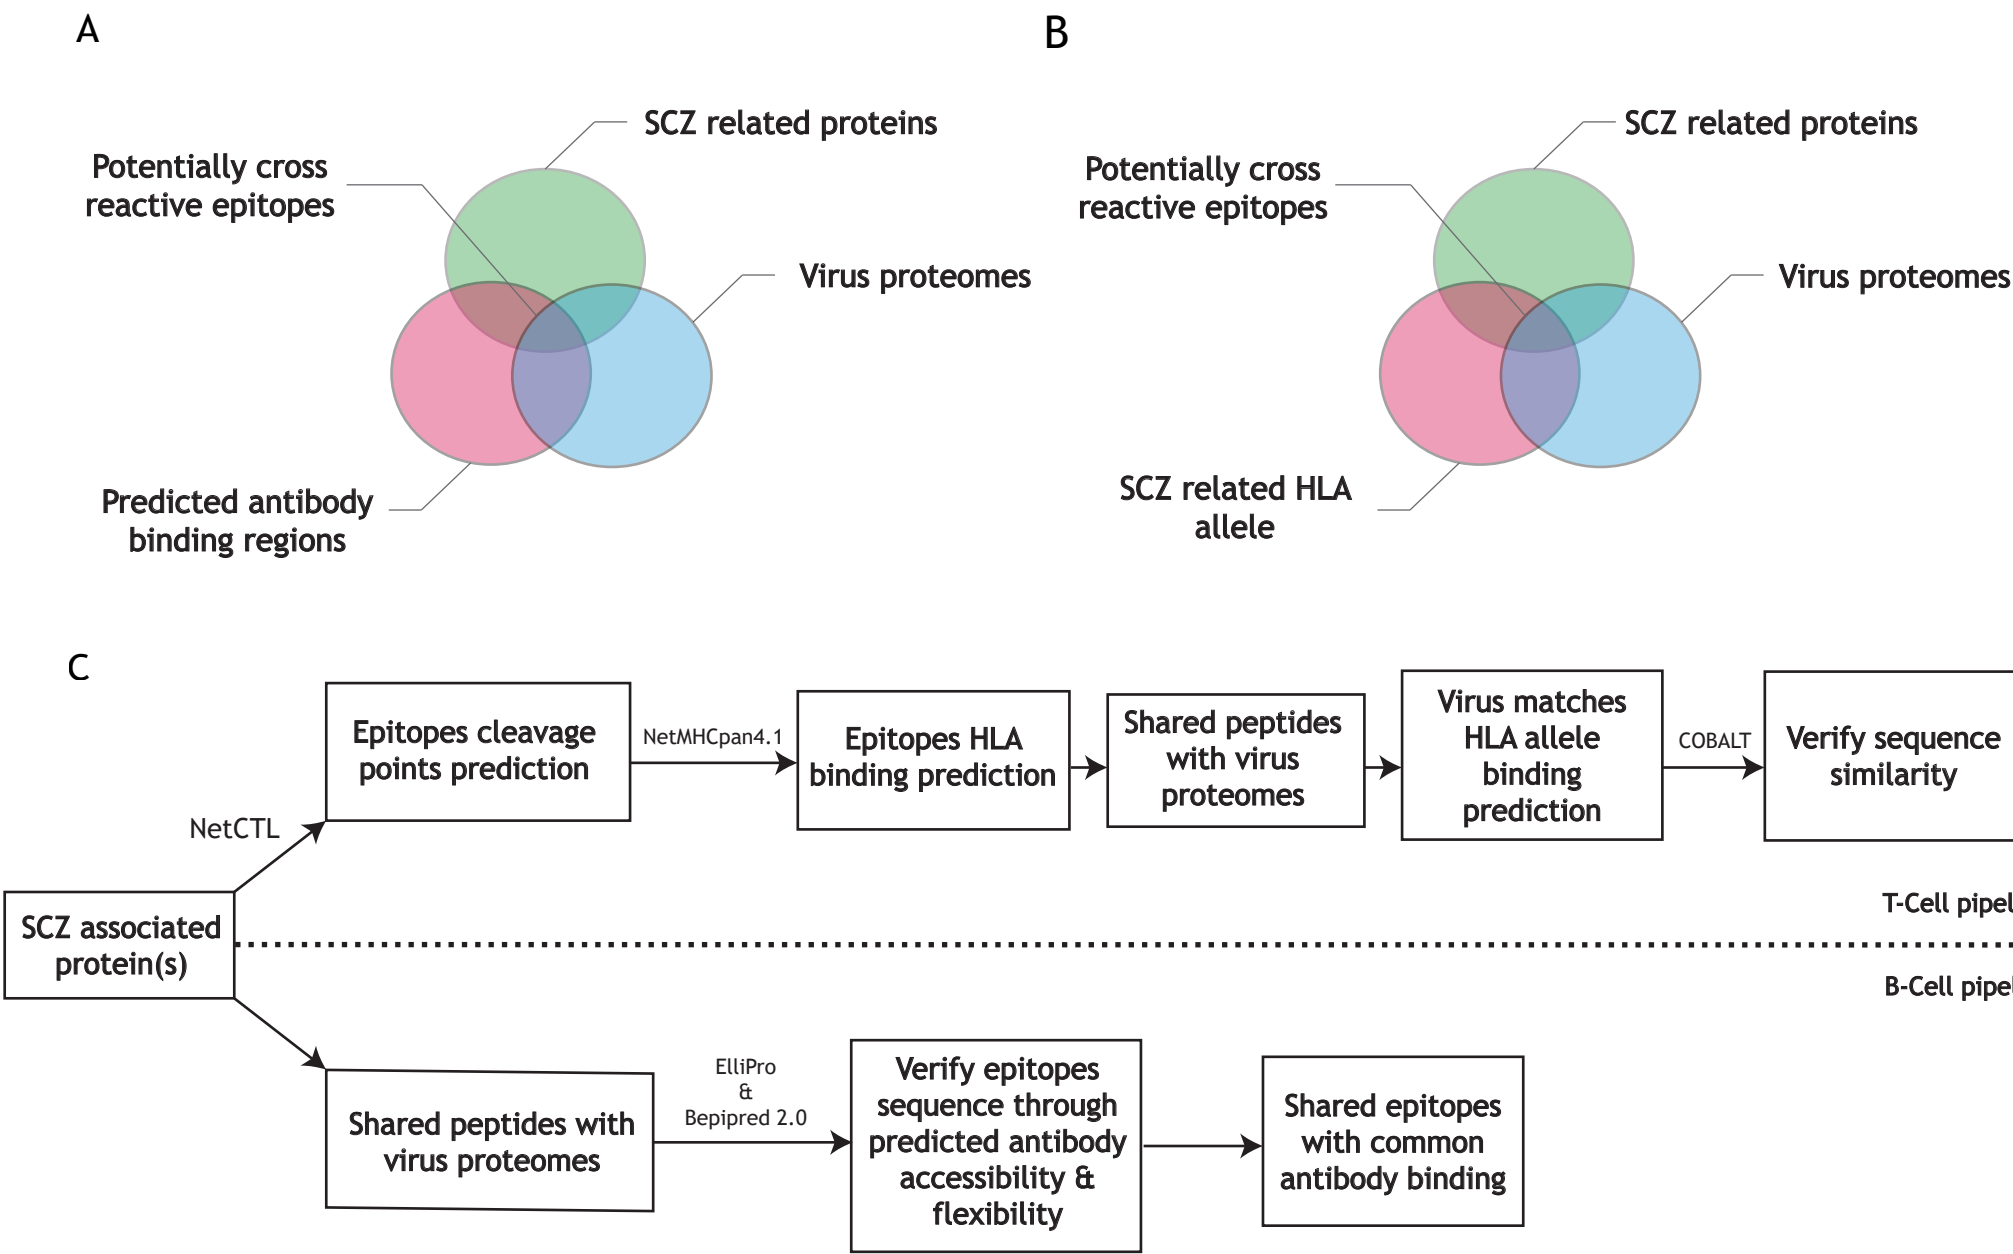 A
SCZ related proteins
Potentially cross
reactive epitopes
Virus proteomes
Predicted antibody
binding regions
B
SCZ related proteins
Potentially cross
reactive epitopes
Virus proteomes
SCZ related HLA
allele
C
SCZ associated
protein(s)
NetCTL
Epitopes cleavage
points prediction
NetMHCpan4.1
Epitopes HLA
binding prediction
Shared peptides
with virus
proteomes
Virus matches
HLA allele
binding
prediction
COBALT
Verify sequence
similarity
T-Cell pipel
B-Cell pipel
Shared peptides with
virus proteomes
ElliPro
&
Bepipred 2.0
Verify epitopes
sequence through
predicted antibody
accessibility &
flexibility
Shared epitopes
with common
antibody binding